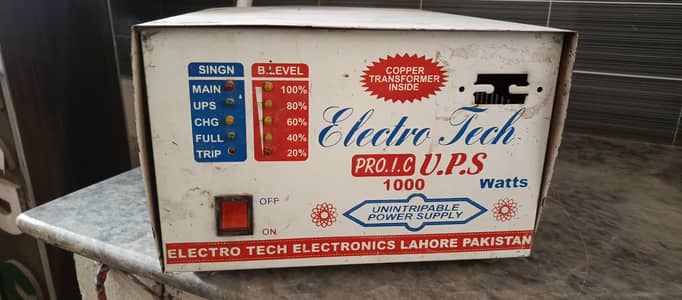 SINGN
MAIN
UPS
CHG
FULL
TRIP
B.LEVEL
100%
80%
60%
40%
20%
COPPER
TRANSFORMER
INSIDE
Electro Tech
PRO.I.C U.P.S
1000 Watts
OFF
ON
UNINTRIPABLE
POWER SUPPLY
ELECTRO TECH ELECTRONICS LAHORE PAKISTAN